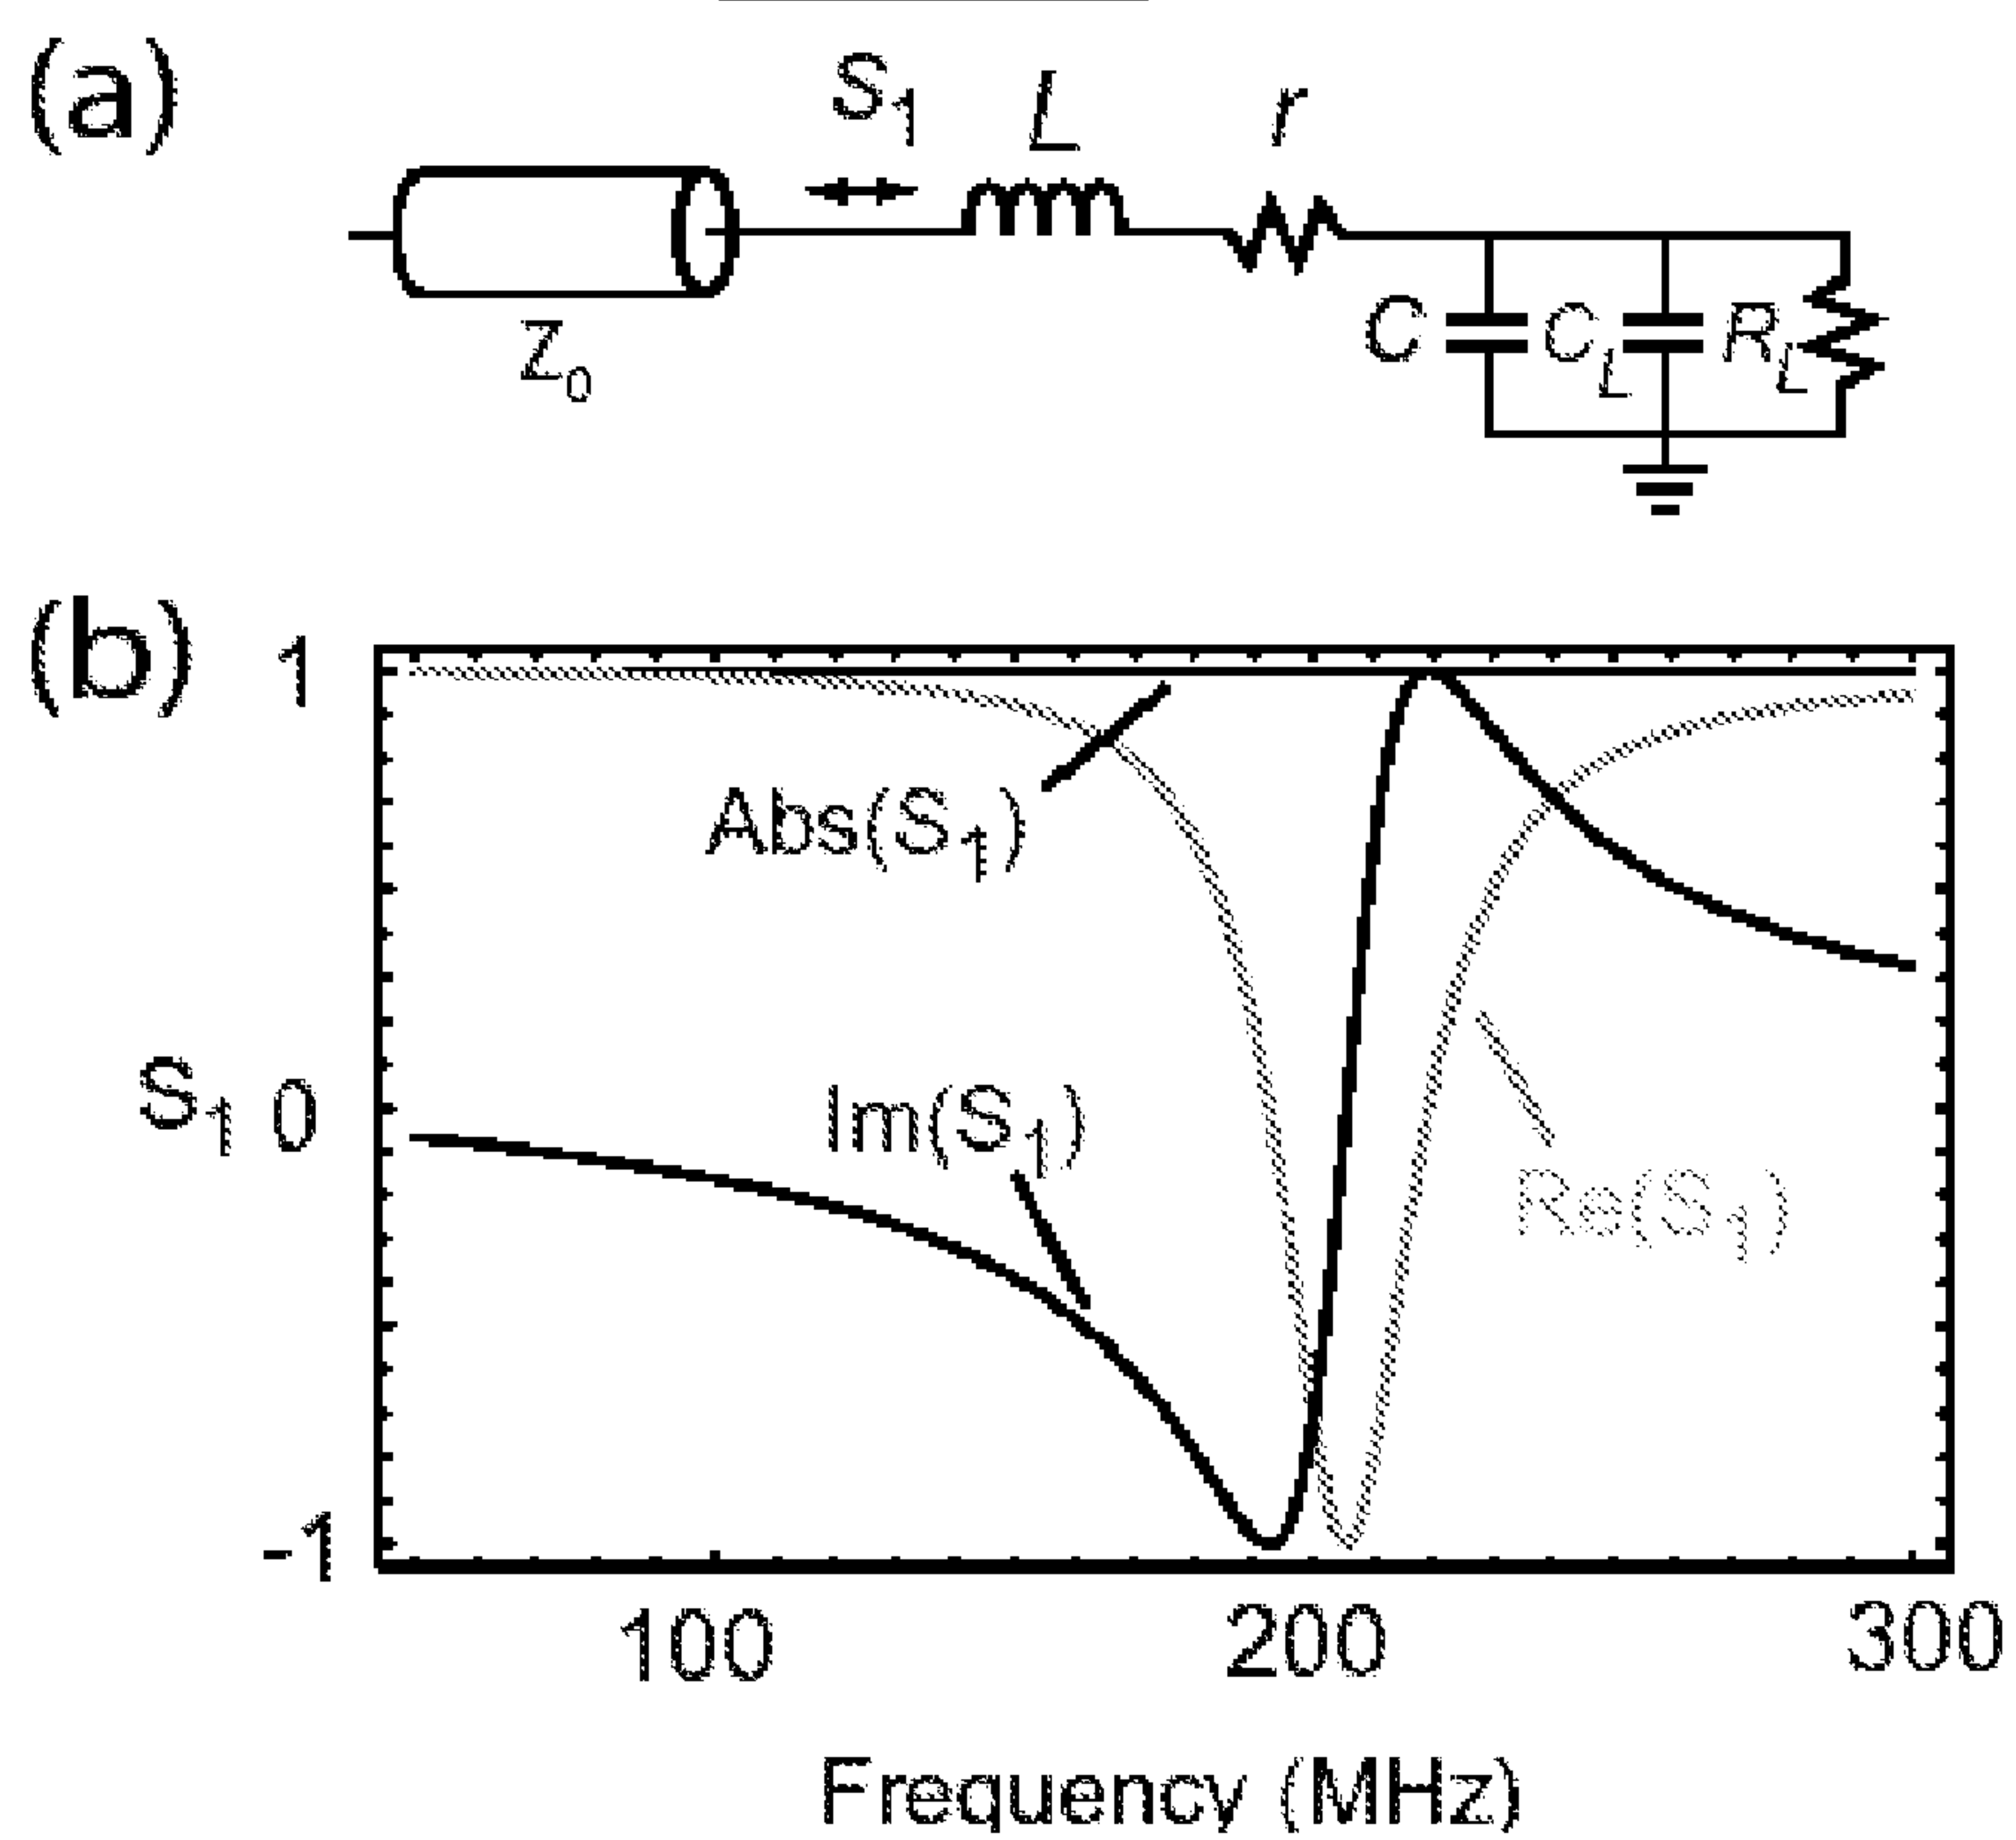 (a)
S1 L r
Z0
C CL RL
(b)
1
Abs(S1)
Im(S1)
S1 0
Re(S1)
-1
100 200 300
Frequency (MHz)